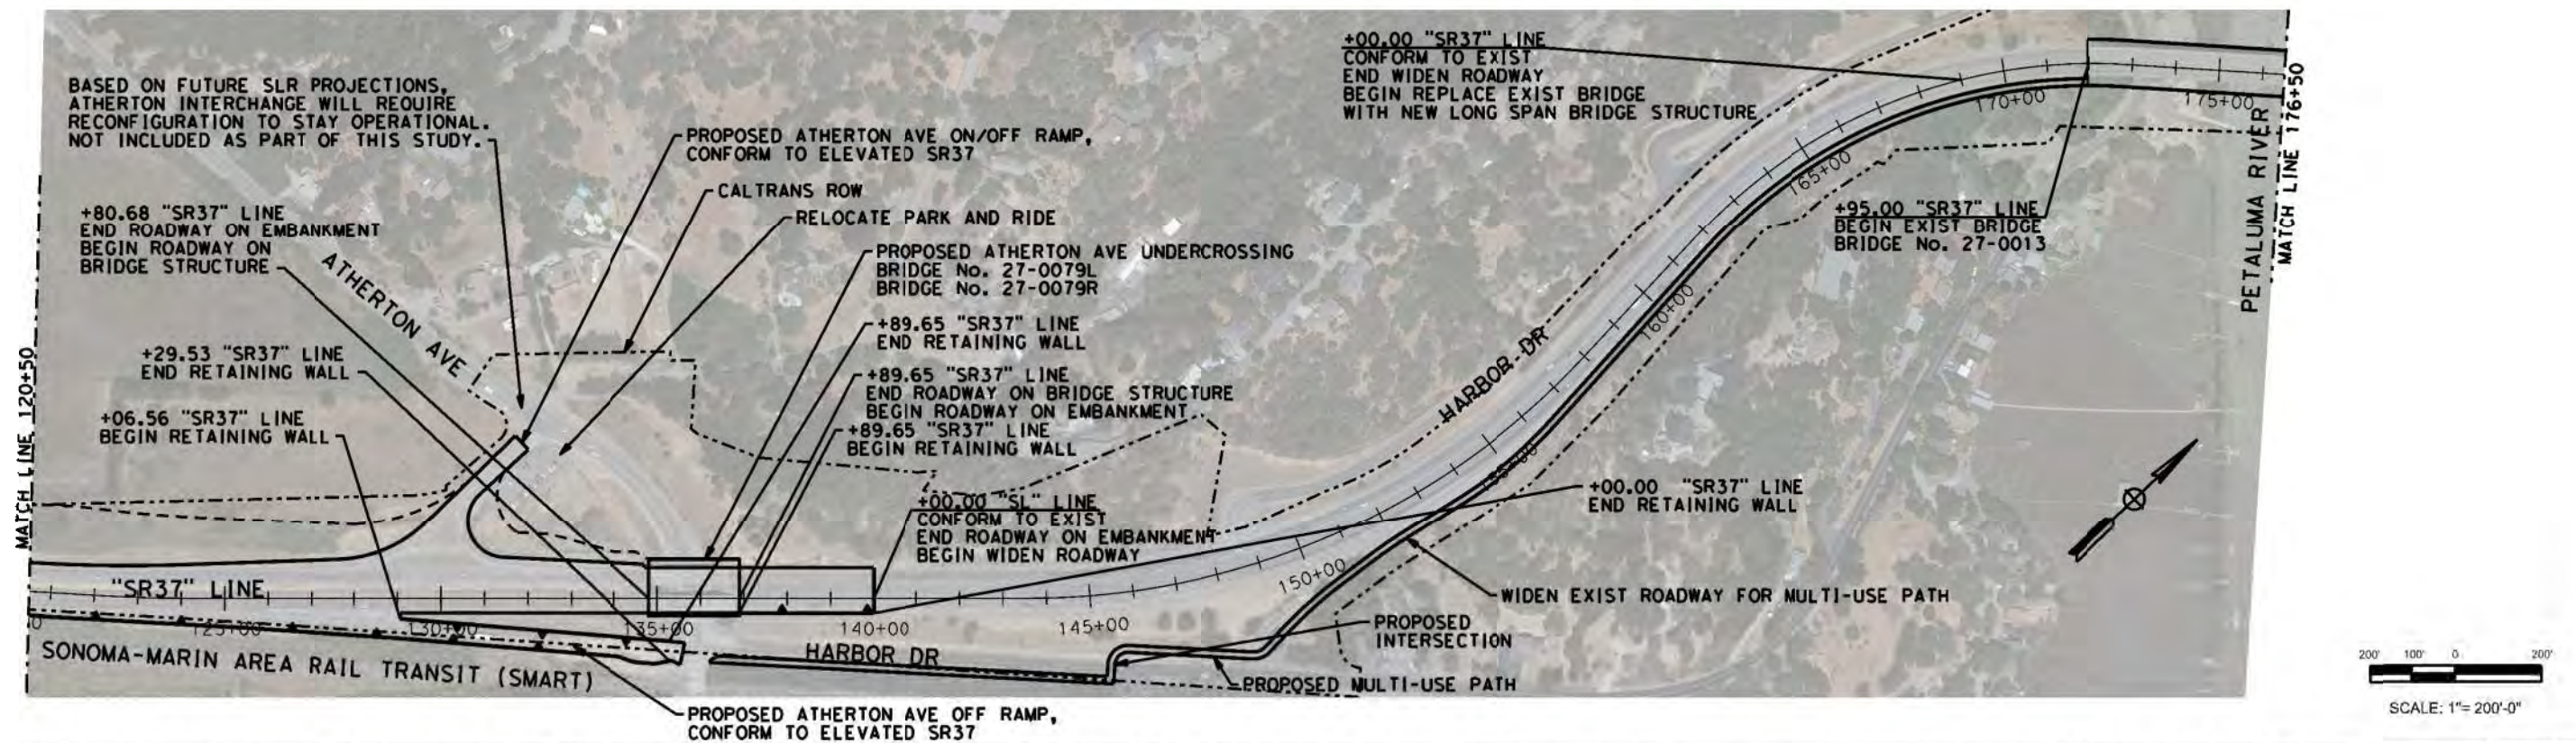 BASED ON FUTURE SLR PROJECTIONS,
ATHERTON INTERCHANGE WILL REQUIRE
RECONFIGURATION TO STAY OPERATIONAL.
NOT INCLUDED AS PART OF THIS STUDY.
+80.68 "SR37" LINE
END ROADWAY ON EMBANKMENT
BEGIN ROADWAY ON
BRIDGE STRUCTURE
+29.53 "SR37" LINE
END RETAINING WALL
+06.56 "SR37" LINE
BEGIN RETAINING WALL
MATCH LINE 120+50
ATHERTON AVE
PROPOSED ATHERTON AVE ON/OFF RAMP,
CONFORM TO ELEVATED SR37
CALTRANS ROW
RELOCATE PARK AND RIDE
PROPOSED ATHERTON AVE UNDERCROSSING
BRIDGE No. 27-0079L
BRIDGE No. 27-0079R
+89.65 "SR37" LINE
END RETAINING WALL
+89.65 "SR37" LINE
END ROADWAY ON BRIDGE STRUCTURE
BEGIN ROADWAY ON EMBANKMENT
+89.65 "SR37" LINE
BEGIN RETAINING WALL
+00.00 "SL" LINE
CONFORM TO EXIST
END ROADWAY ON EMBANKMENT
BEGIN WIDEN ROADWAY
+00.00 "SR37" LINE
CONFORM TO EXIST
END WIDEN ROADWAY
BEGIN REPLACE EXIST BRIDGE
WITH NEW LONG SPAN BRIDGE STRUCTURE
+95.00 "SR37" LINE
BEGIN EXIST BRIDGE
BRIDGE No. 27-0013
PETALUMA RIVER
MATCH LINE 176+50
HARBOR DR
+00.00 "SR37" LINE
END RETAINING WALL
WIDEN EXIST ROADWAY FOR MULTI-USE PATH
PROPOSED
INTERSECTION
PROPOSED MULTI-USE PATH
"SR37" LINE
125+00
130+00
135+00
140+00
145+00
150+00
155+00
160+00
165+00
170+00
175+00
HARBOR DR
SONOMA-MARIN AREA RAIL TRANSIT (SMART)
PROPOSED ATHERTON AVE OFF RAMP,
CONFORM TO ELEVATED SR37
200' 100' 0 200'
SCALE: 1"= 200'-0"